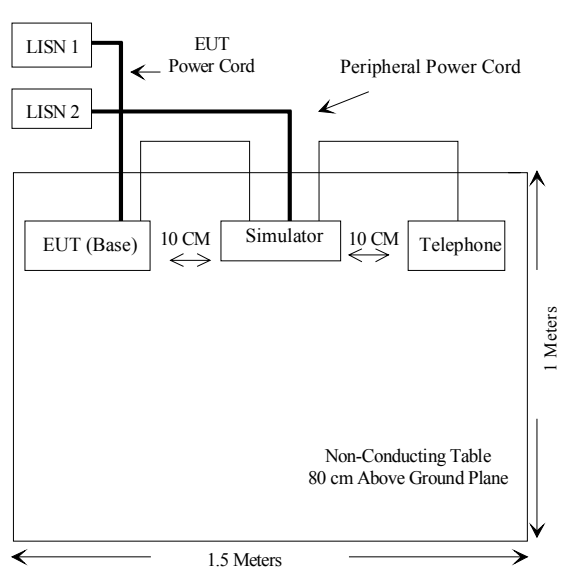 LISN 1
EUT
Power Cord
Peripheral Power Cord
LISN 2
EUT (Base)
10 CM
Simulator
10 CM
Telephone
1 Meters
Non-Conducting Table
80 cm Above Ground Plane
1.5 Meters